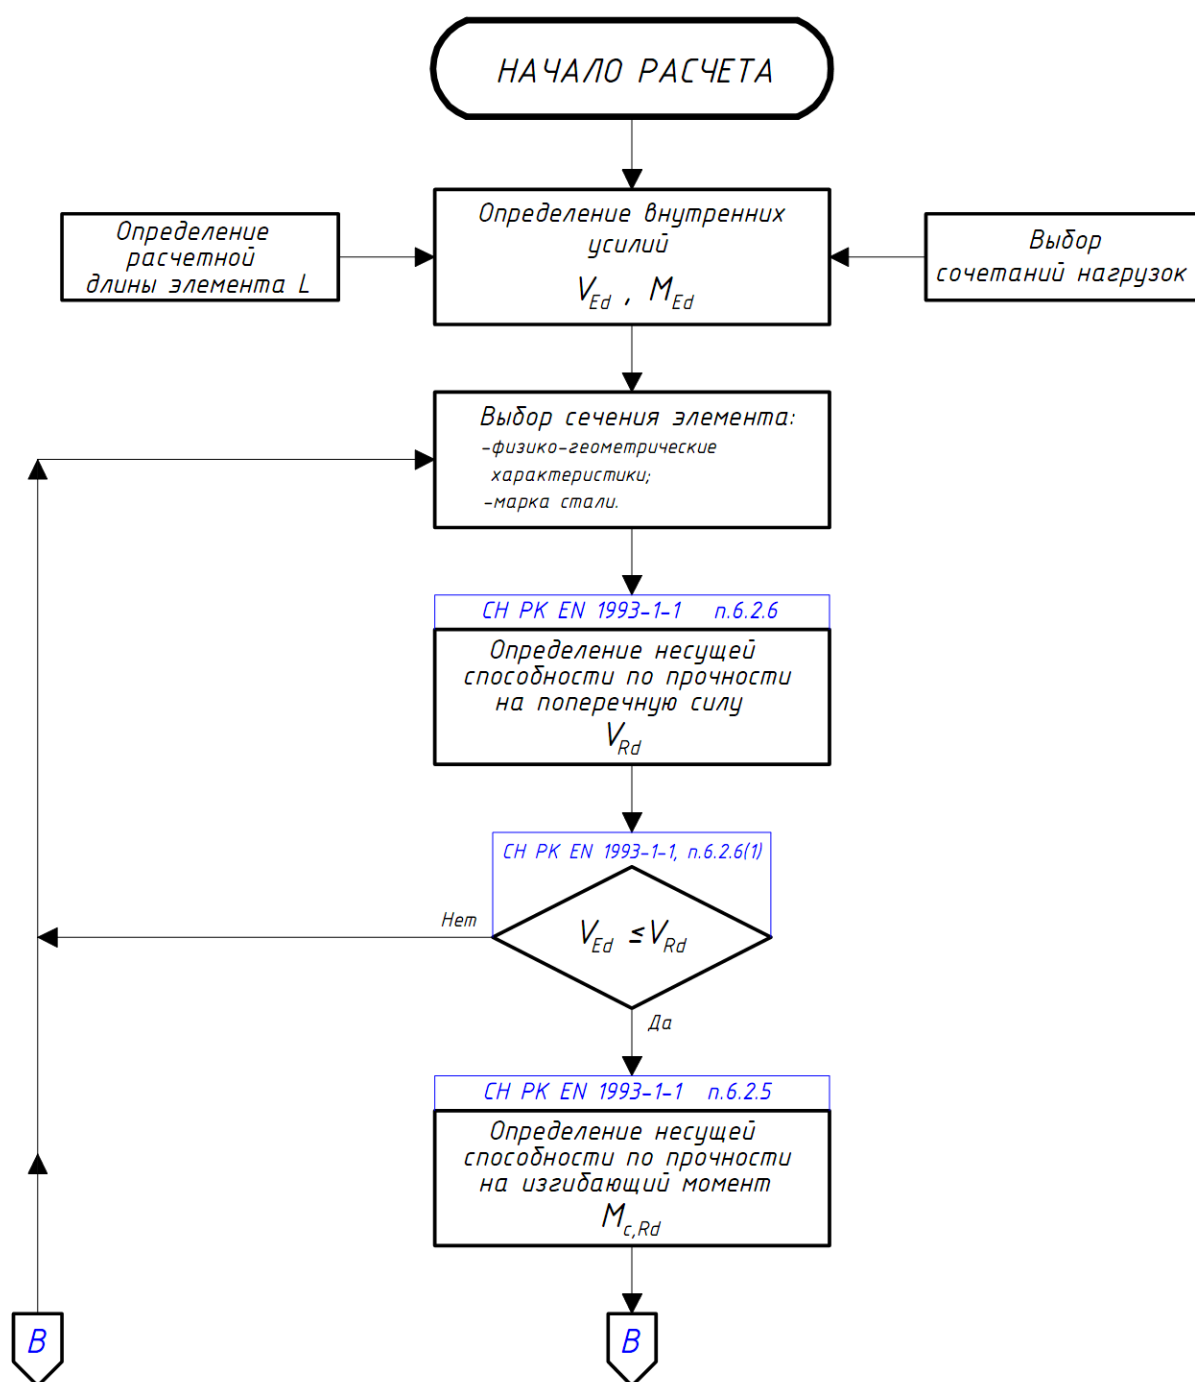 НАЧАЛО РАСЧЕТА
Определение внутренних
усилий
V_Ed , M_Ed
Определение
расчетной
длины элемента L
Выбор
сочетаний нагрузок
Выбор сечения элемента:
-физико-геометрические
характеристики;
-марка стали.
СН РК EN 1993-1-1 п.6.2.6
Определение несущей
способности по прочности
на поперечную силу
V_Rd
СН РК EN 1993-1-1, п.6.2.6(1)
Нет
V_Ed ≤ V_Rd
Да
СН РК EN 1993-1-1 п.6.2.5
Определение несущей
способности по прочности
на изгибающий момент
M_c,Rd
В
В